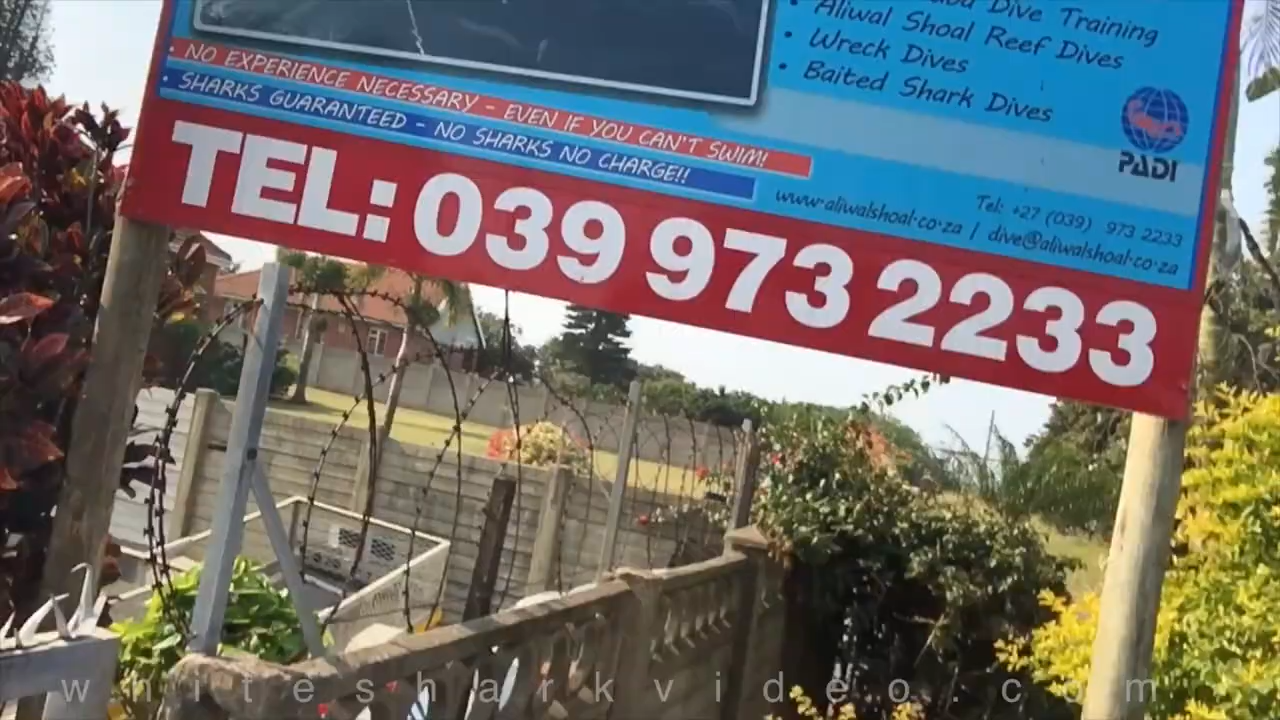 Dive Training
• Aliwal Shoal Reef Dives
• Wreck Dives
• Baited Shark Dives
PADI
• NO EXPERIENCE NECESSARY - EVEN IF YOU CAN'T SWIM!
• SHARKS GUARANTEED - NO SHARKS NO CHARGE!!
Tel: +27 (039) 973 2233
www.aliwalshoal.co.za / dive@aliwalshoal.co.za
TEL: 039 973 2233
whitesharkvideo.com